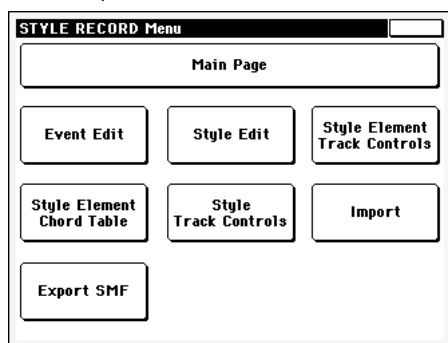 STYLE RECORD Menu
Main Page
Event Edit
Style Edit
Style Element
Track Controls
Style Element
Chord Table
Style
Track Controls
Import
Export SMF